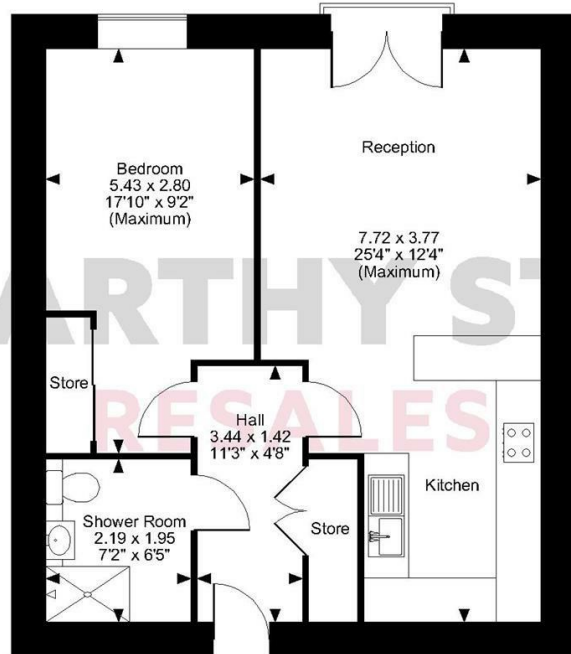 Bedroom
5.43 x 2.80
17'10" x 9'2"
(Maximum)
Reception
7.72 x 3.77
25'4" x 12'4"
(Maximum)
ARTHY ST
RESALES
Store
Hall
3.44 x 1.42
11'3" x 4'8"
Kitchen
Store
Shower Room
2.19 x 1.95
7'2" x 6'5"